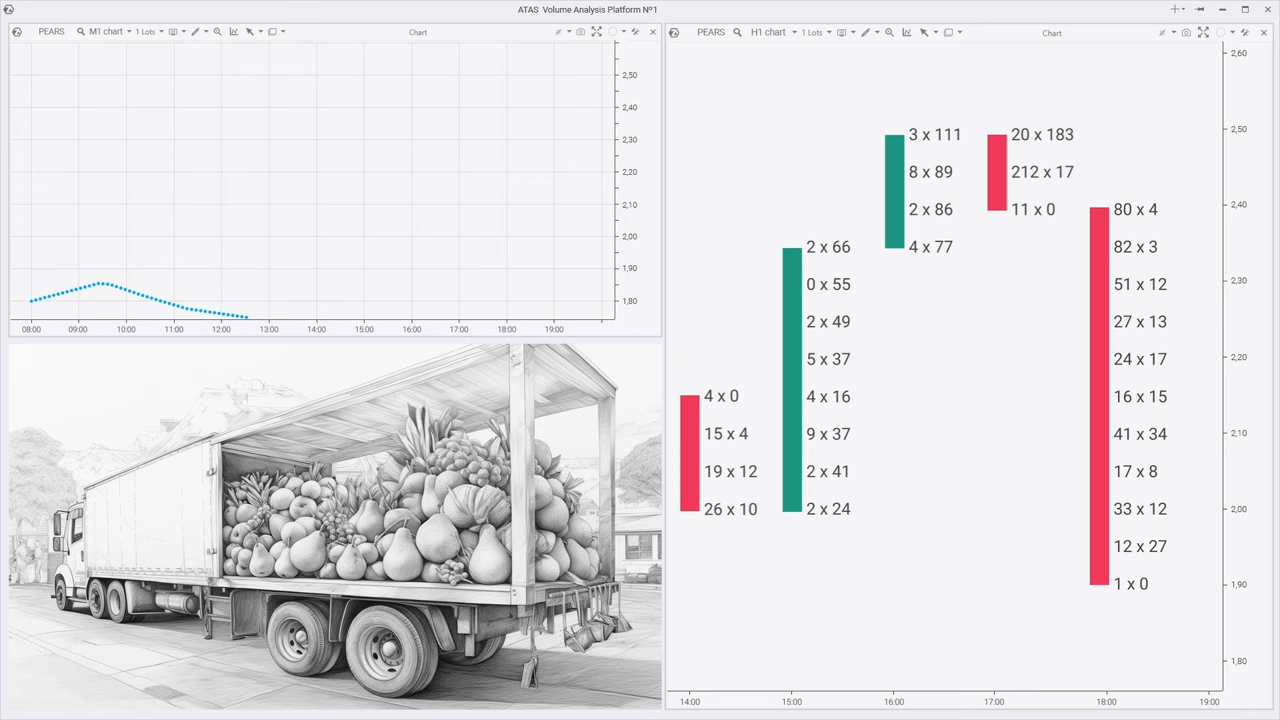 ATAS Volume Analysis Platform №1
PEARS M1 chart 1 Lots Chart
2,50
2,40
2,30
2,20
2,10
2,00
1,90
1,80
08:00 09:00 10:00 11:00 12:00 13:00 14:00 15:00 16:00 17:00 18:00 19:00
PEARS H1 chart 1 Lots Chart
2,60
2,50
2,40
2,30
2,20
2,10
2,00
1,90
1,80
4 x 0
15 x 4
19 x 12
26 x 10
2 x 66
0 x 55
2 x 49
5 x 37
4 x 16
9 x 37
2 x 41
2 x 24
3 x 111
8 x 89
2 x 86
4 x 77
20 x 183
212 x 17
11 x 0
80 x 4
82 x 3
51 x 12
27 x 13
24 x 17
16 x 15
41 x 34
17 x 8
33 x 12
12 x 27
1 x 0
14:00 15:00 16:00 17:00 18:00 19:00